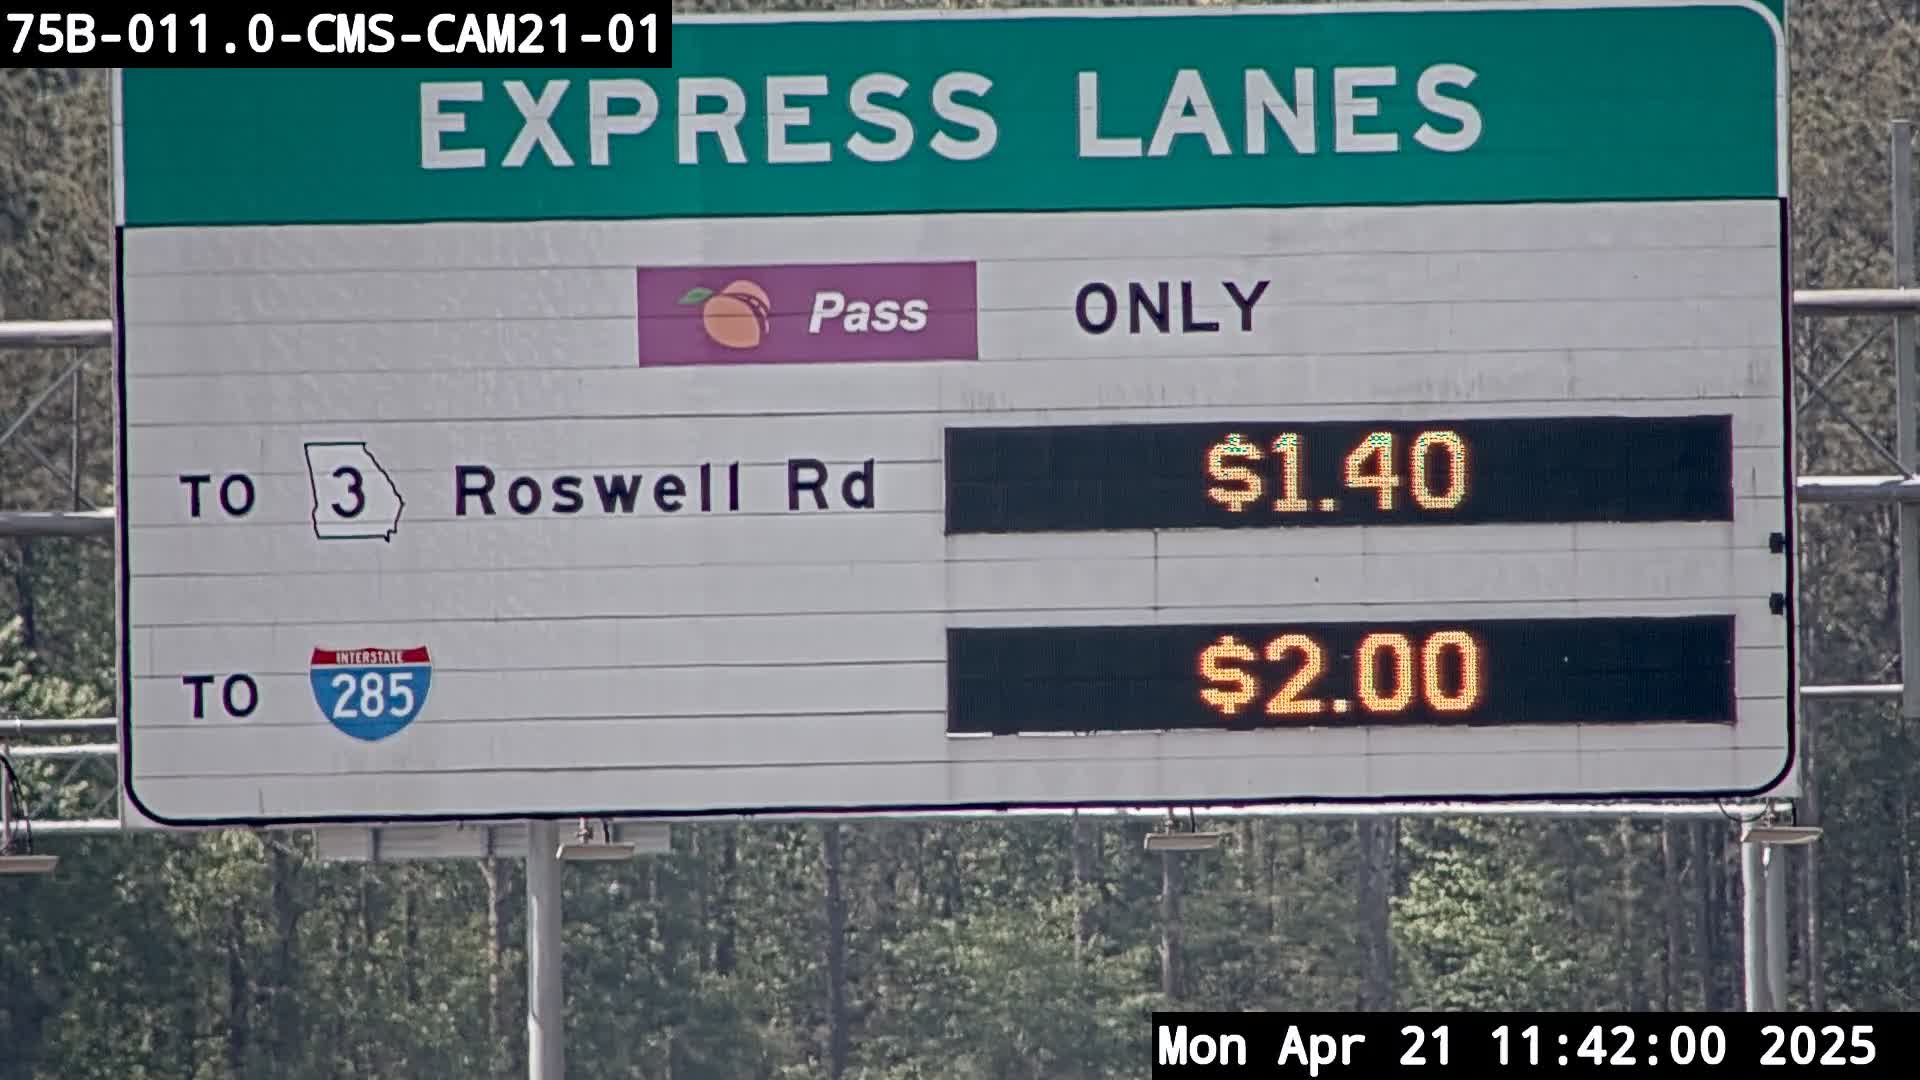 75B-011.0-CMS-CAM21-01
EXPRESS LANES
Pass ONLY
TO 3 Roswell Rd $1.40
INTERSTATE
TO 285 $2.00
Mon Apr 21 11:42:00 2025